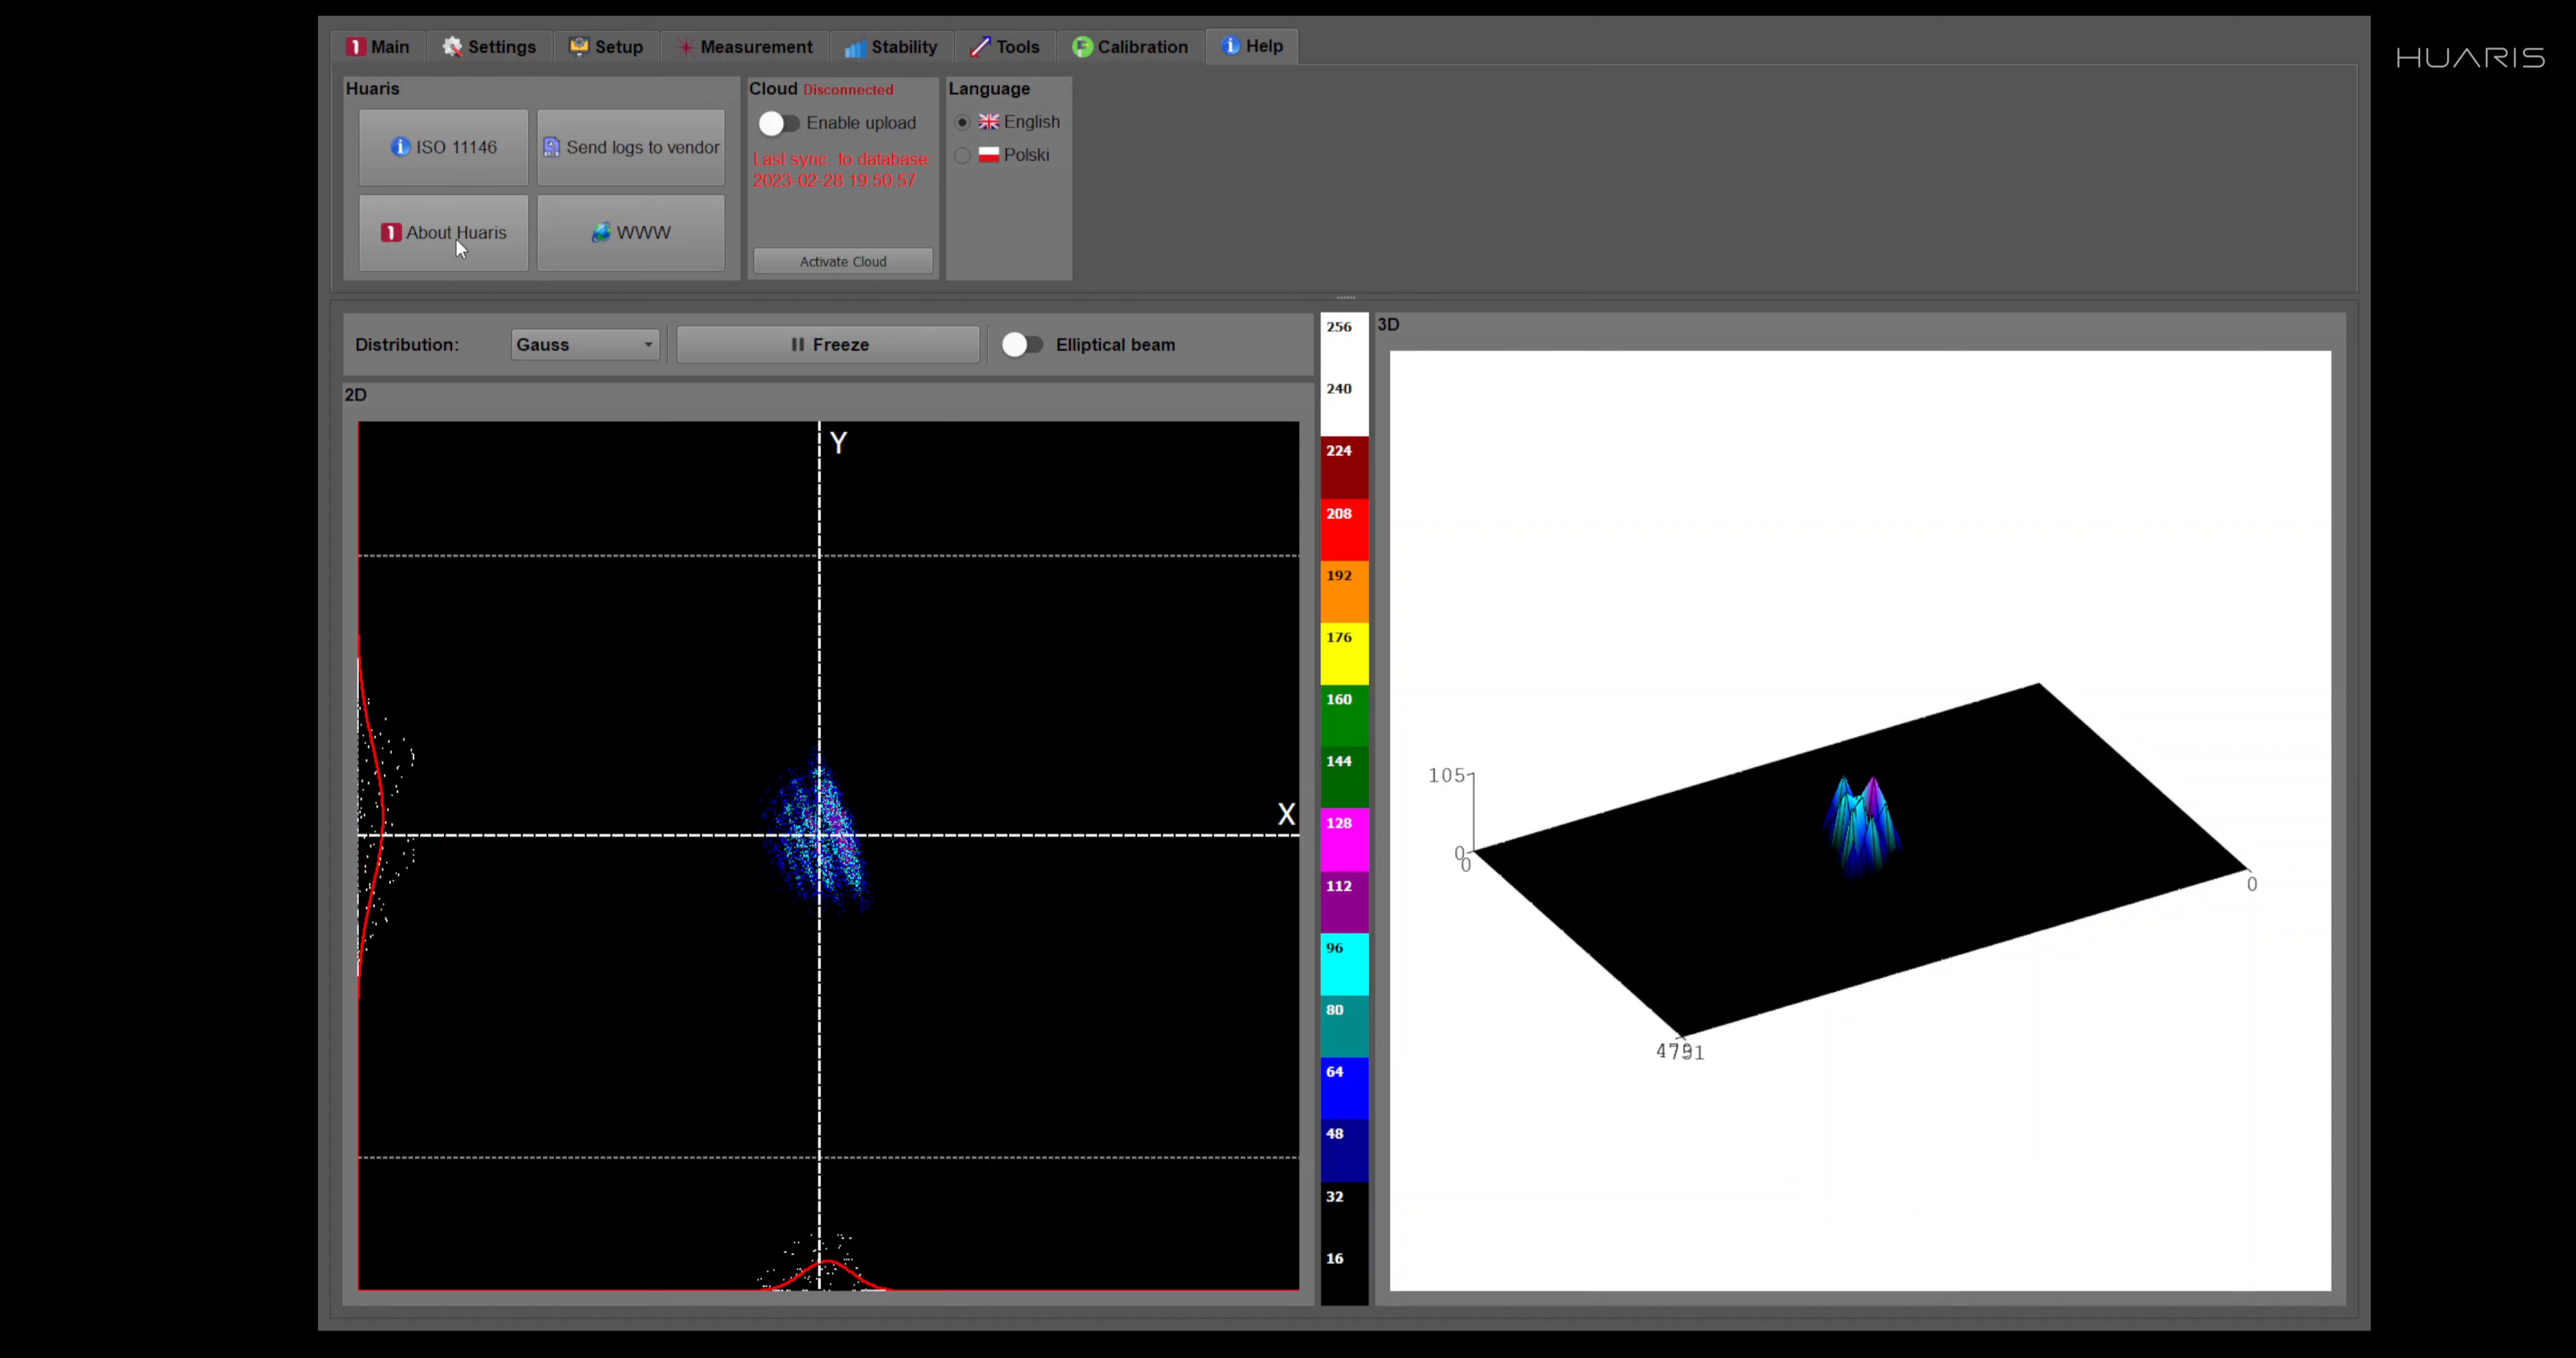 Main Settings Setup Measurement Stability Tools Calibration Help
HUARIS
Huaris
ISO 11146 Send logs to vendor
About Huaris WWW
Cloud Disconnected
Enable upload
Last sync. to database:
2023-02-28 19:50:57
Activate Cloud
Language
English
Polski
Distribution: Gauss Freeze Elliptical beam
2D
Y
X
256
240
224
208
192
176
160
144
128
112
96
80
64
48
32
16
3D
105
0
0
0